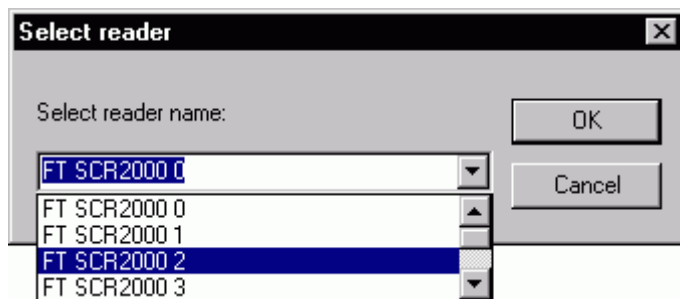 Select reader
Select reader name:
OK
FT SCR2000 0
Cancel
FT SCR2000 0
FT SCR2000 1
FT SCR2000 2
FT SCR2000 3